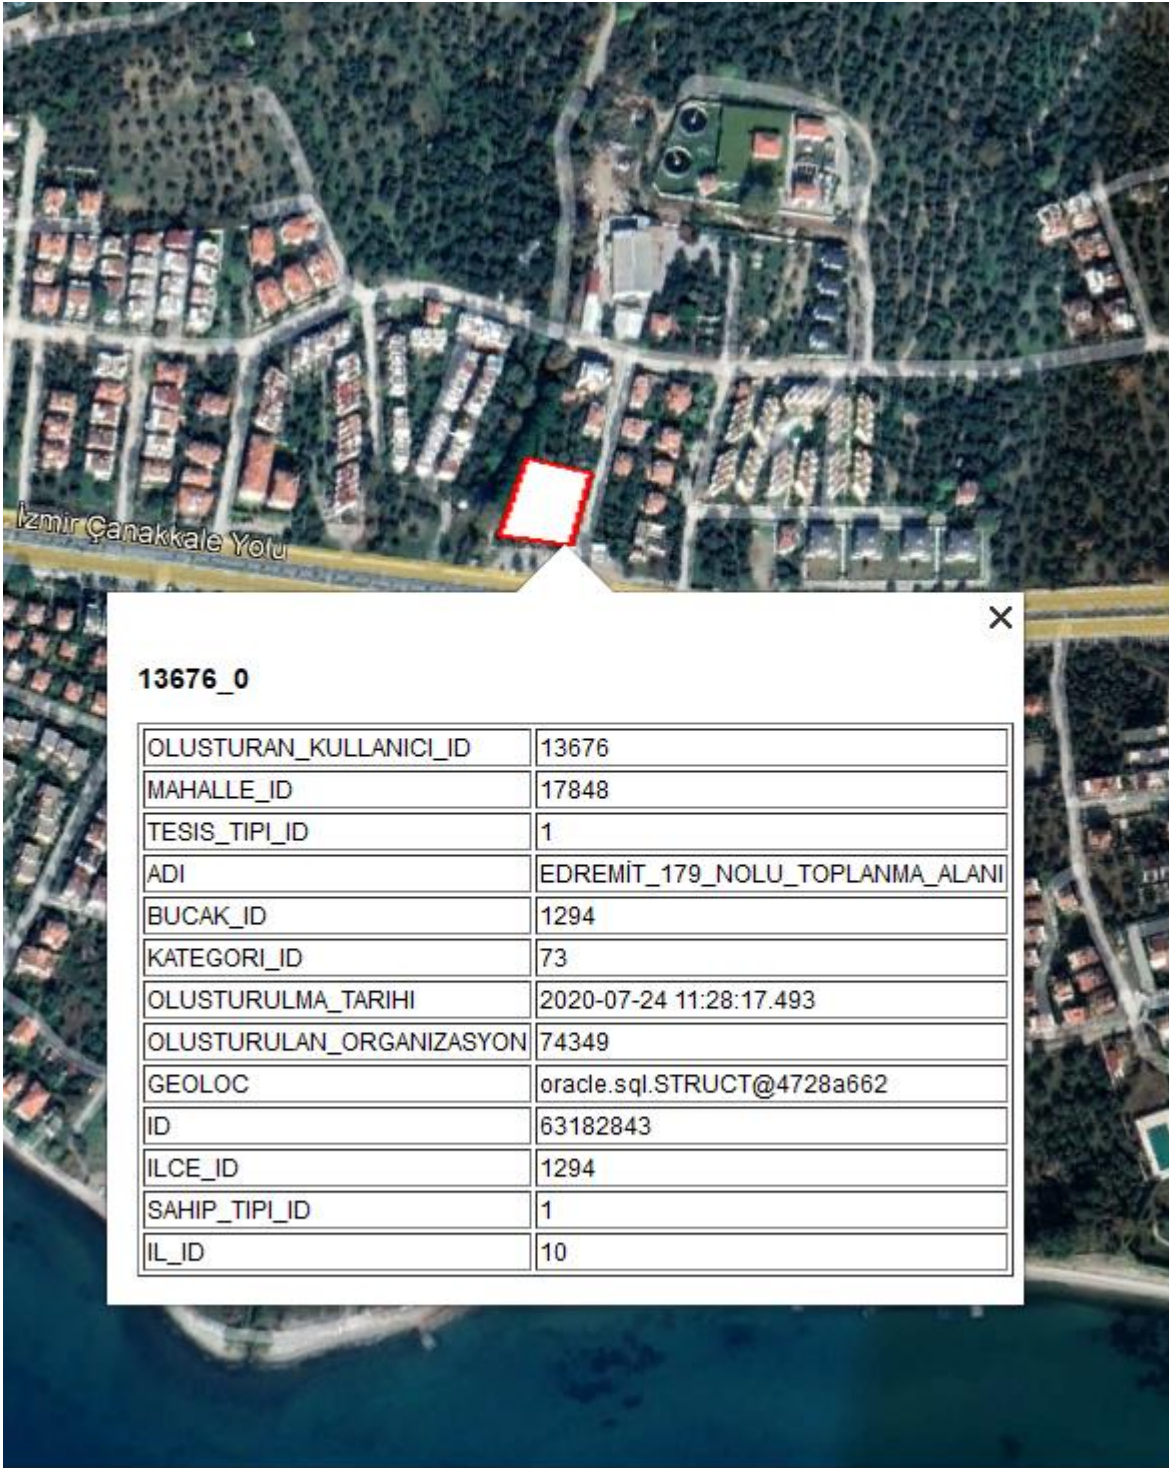 İzmir Çanakkale Yolu
13676_0
OLUSTURAN_KULLANICI_ID 13676
MAHALLE_ID 17848
TESIS_TIPI_ID 1
ADI EDREMİT_179_NOLU_TOPLANMA_ALANI
BUCAK_ID 1294
KATEGORI_ID 73
OLUSTURULMA_TARIHI 2020-07-24 11:28:17.493
OLUSTURULAN_ORGANIZASYON 74349
GEOLOC oracle.sql.STRUCT@4728a662
ID 63182843
ILCE_ID 1294
SAHIP_TIPI_ID 1
IL_ID 10